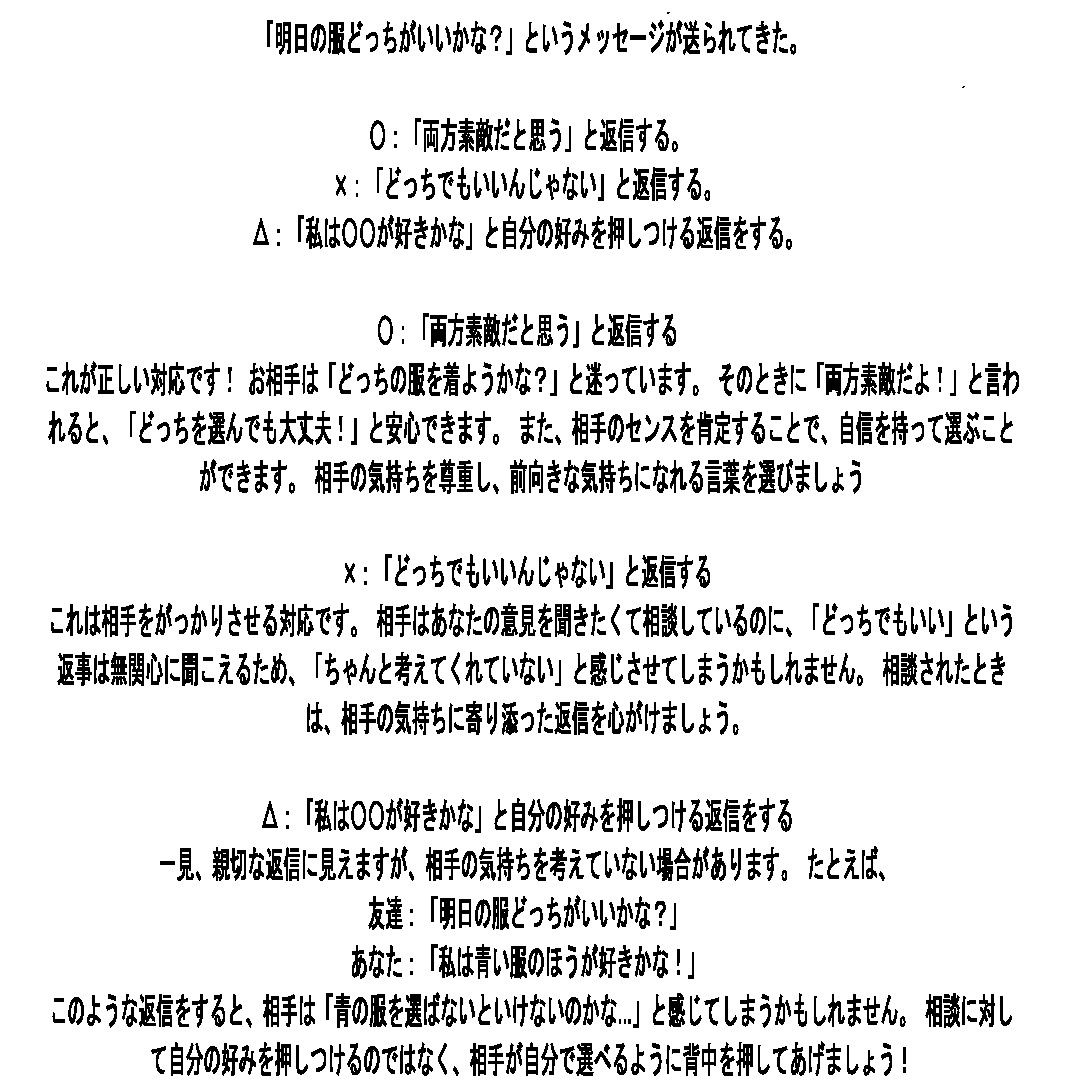 「明日の服どっちがいいかな？」というメッセージが送られてきた。
〇：「両方素敵だと思う」と返信する。
×：「どっちでもいいんじゃない」と返信する。
Δ：「私は〇〇が好きかな」と自分の好みを押しつける返信をする。
〇：「両方素敵だと思う」と返信する
これが正しい対応です！ お相手は「どっちの服を着ようかな？」と迷っています。 そのときに「両方素敵だよ！」と言わ
れると、「どっちを選んでも大丈夫！」と安心できます。 また、相手のセンスを肯定することで、自信を持って選ぶこと
ができます。 相手の気持ちを尊重し、前向きな気持ちになれる言葉を選びましょう
×：「どっちでもいいんじゃない」と返信する
これは相手をがっかりさせる対応です。 相手はあなたの意見を聞きたくて相談しているのに、「どっちでもいい」という
返事は無関心に聞こえるため、「ちゃんと考えてくれていない」と感じさせてしまうかもしれません。 相談されたとき
は、相手の気持ちに寄り添った返信を心がけましょう。
Δ：「私は〇〇が好きかな」と自分の好みを押しつける返信をする
一見、親切な返信に見えますが、相手の気持ちを考えていない場合があります。 たとえば、
友達：「明日の服どっちがいいかな？」
あなた：「私は青い服のほうが好きかな！」
このような返信をすると、相手は「青の服を選ばないといけないのかな...」と感じてしまうかもしれません。 相談に対し
て自分の好みを押しつけるのではなく、相手が自分で選べるように背中を押してあげましょう！